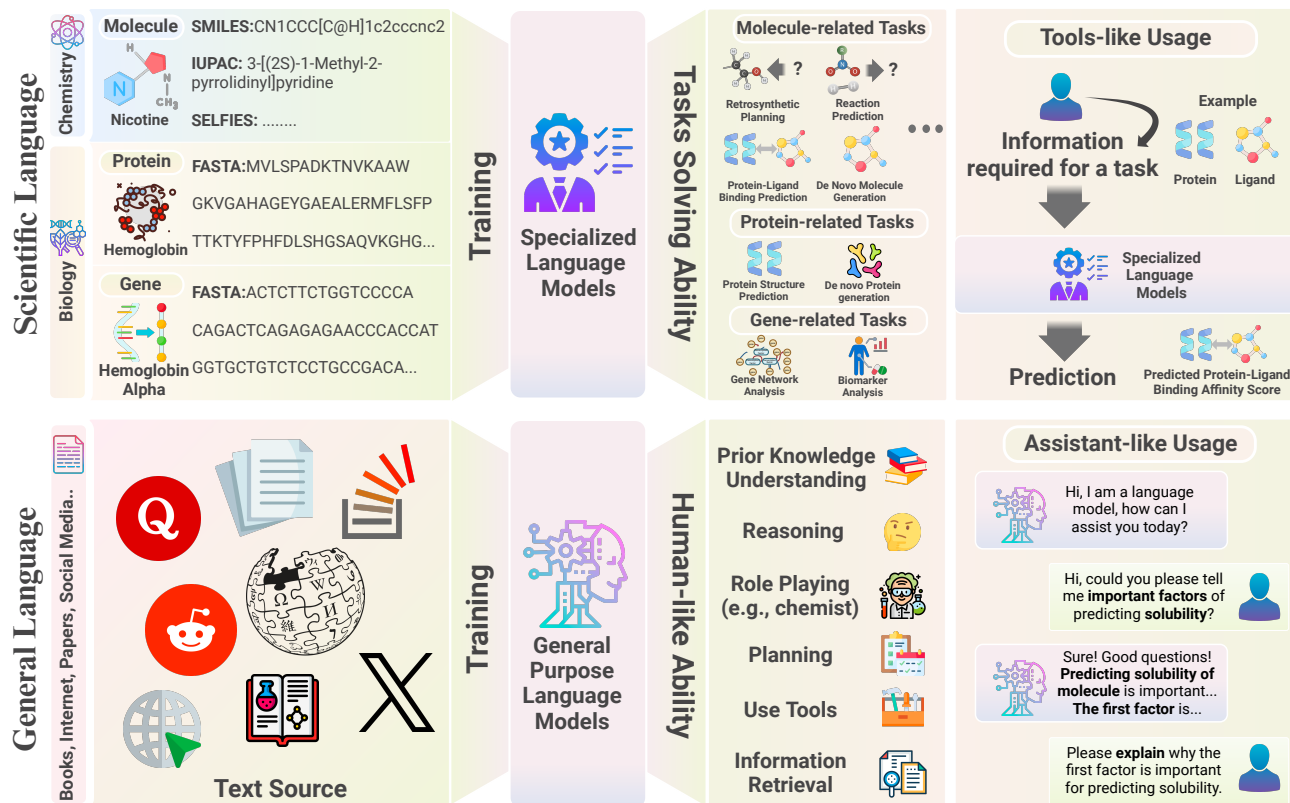 Scientific Language
Chemistry
Molecule
H
N
N
CH3
Nicotine
SMILES:CN1CCC[C@H]1c2cccnc2
IUPAC: 3-[(2S)-1-Methyl-2-
pyrrolidinyl]pyridine
SELFIES: ........
Biology
Protein
Hemoglobin
FASTA:MVLSPADKTNVKAAW
GKVGAHAGEYGAEALERMFLSFP
TTKTYFPHFDLSHGSAQVKGHG...
Gene
Hemoglobin
Alpha
FASTA:ACTCTTCTGGTCCCCA
CAGACTCAGAGAGAACCCACCAT
GGTGCTGTCTCCTGCCGACA...
Training
Specialized
Language
Models
Tasks Solving Ability
Molecule-related Tasks
?
Retrosynthetic
Planning
?
Reaction
Prediction
Protein-Ligand
Binding Prediction
De Novo Molecule
Generation
Protein-related Tasks
Protein Structure
Prediction
De novo Protein
generation
Gene-related Tasks
Gene Network
Analysis
Biomarker
Analysis
Tools-like Usage
Information
required for a task
Example
Protein
Ligand
Specialized
Language
Models
Prediction
Predicted Protein-Ligand
Binding Affinity Score
General Language
Books, Internet, Papers, Social Media..
Q
Ω
W
И
維
X
Text Source
Training
General
Purpose
Language
Models
Human-like Ability
Prior Knowledge
Understanding
Reasoning
Role Playing
(e.g., chemist)
Planning
Use Tools
Information
Retrieval
Assistant-like Usage
Hi, I am a language
model, how can I
assist you today?
Hi, could you please tell
me important factors of
predicting solubility?
Sure! Good questions!
Predicting solubility of
molecule is important...
The first factor is...
Please explain why the
first factor is important
for predicting solubility.